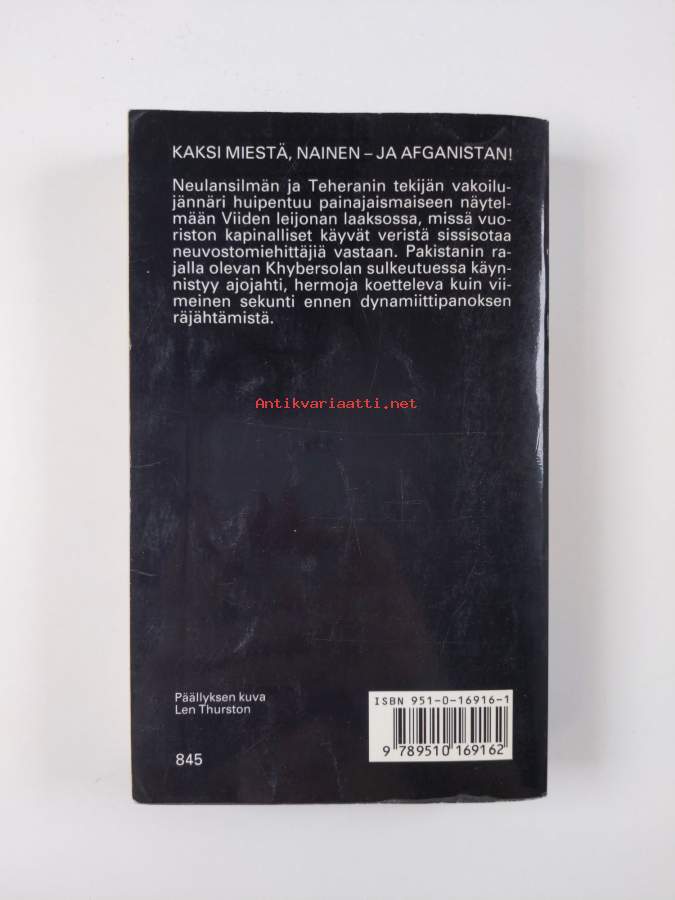 KAKSI MIESTÄ, NAINEN – JA AFGANISTAN!
Neulansilmän ja Teheranin tekijän vakoilu-
jännäri huipentuu painajaismaiseen näytel-
mään Viiden leijonan laaksossa, missä vuo-
riston kapinalliset käyvät veristä sissisotaa
neuvostomiehittäjiä vastaan. Pakistanin ra-
jalla olevan Khybersolan sulkeutuessa käyn-
nistyy ajojahti, hermoja koetteleva kuin vii-
meinen sekunti ennen dynamiittipanoksen
räjähtämistä.
Antikvariaatti.net
Päällyksen kuva
Len Thurston
845
ISBN 951-0-16916-1
9 789510 169162